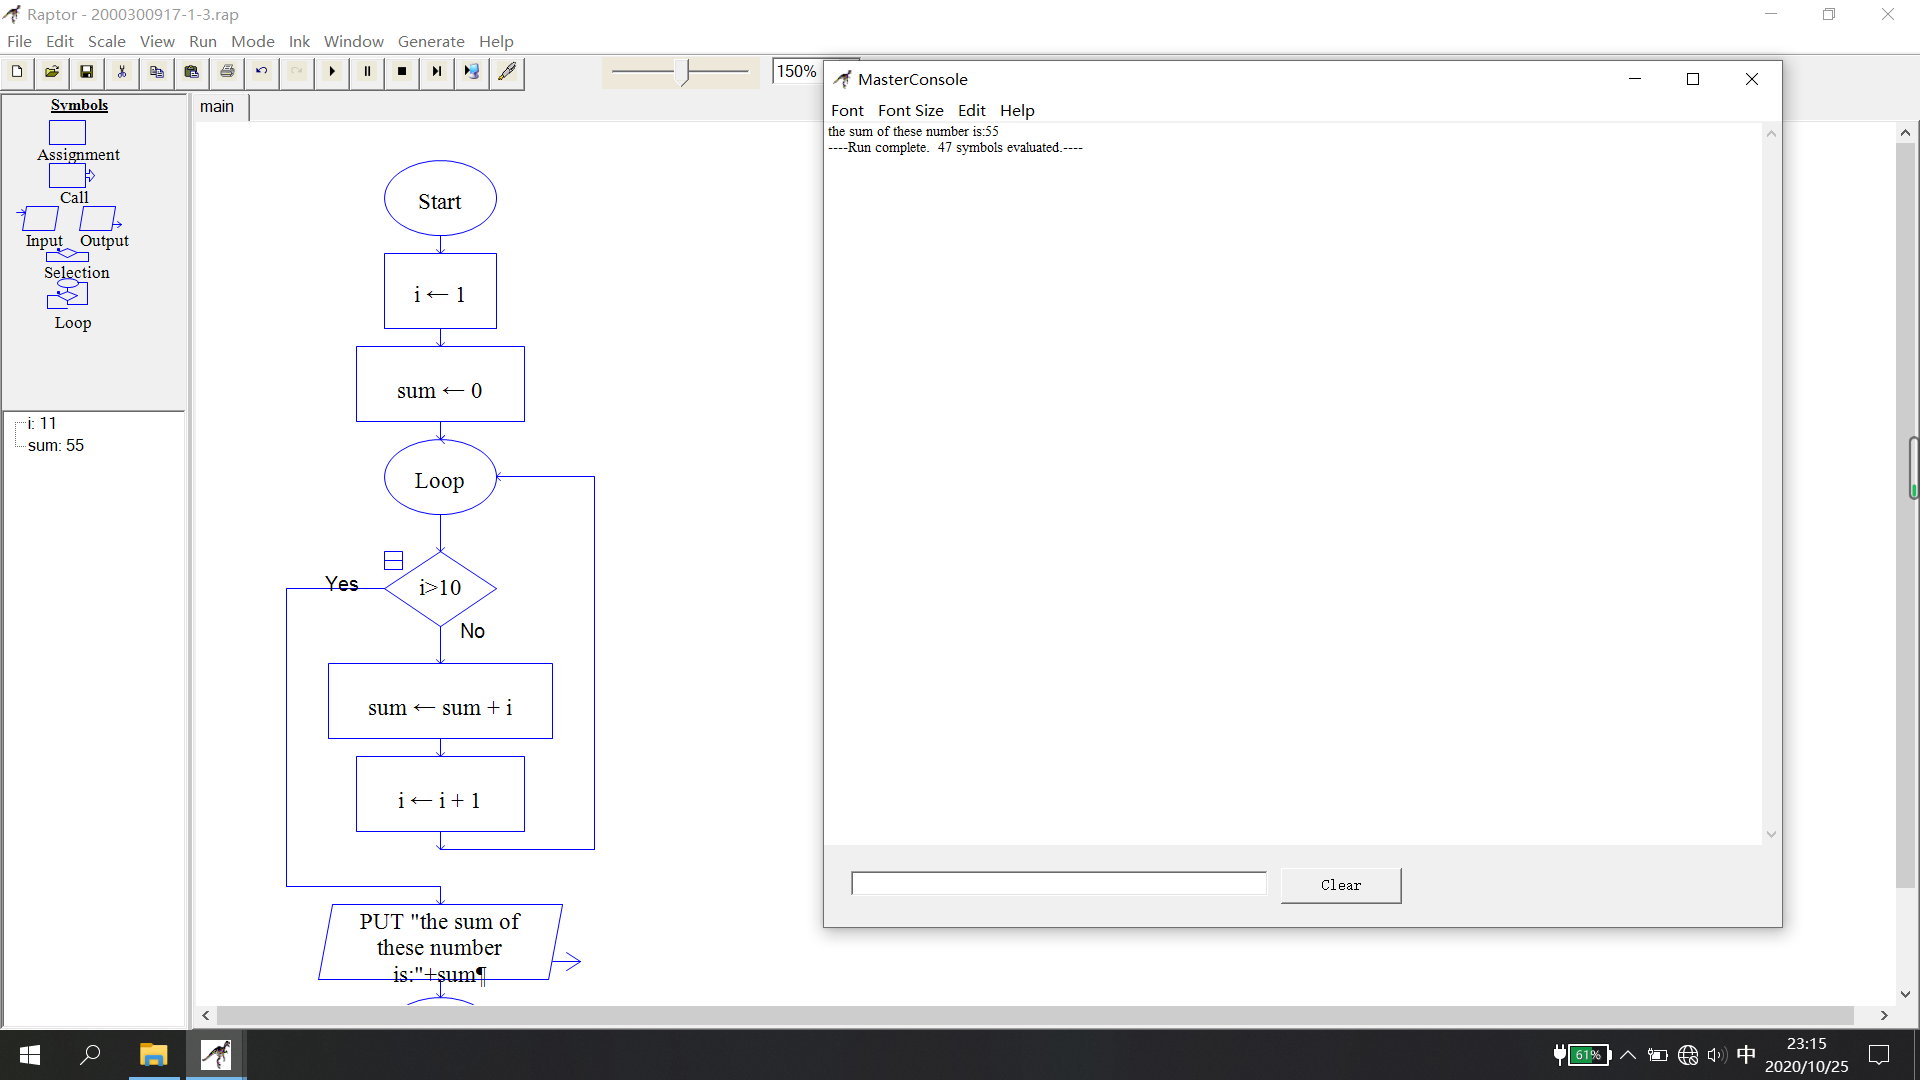 Raptor - 2000300917-1-3.rap
File Edit Scale View Run Mode Ink Window Generate Help
150%
Symbols
Assignment
Call
Input Output
Selection
Loop
i: 11
sum: 55
main
Start
i ← 1
sum ← 0
Loop
Yes
i>10
No
sum ← sum + i
i ← i + 1
PUT "the sum of
these number
is:"+sum¶
MasterConsole
Font Font Size Edit Help
the sum of these number is:55
----Run complete.  47 symbols evaluated.----
Clear
61%
中
23:15
2020/10/25